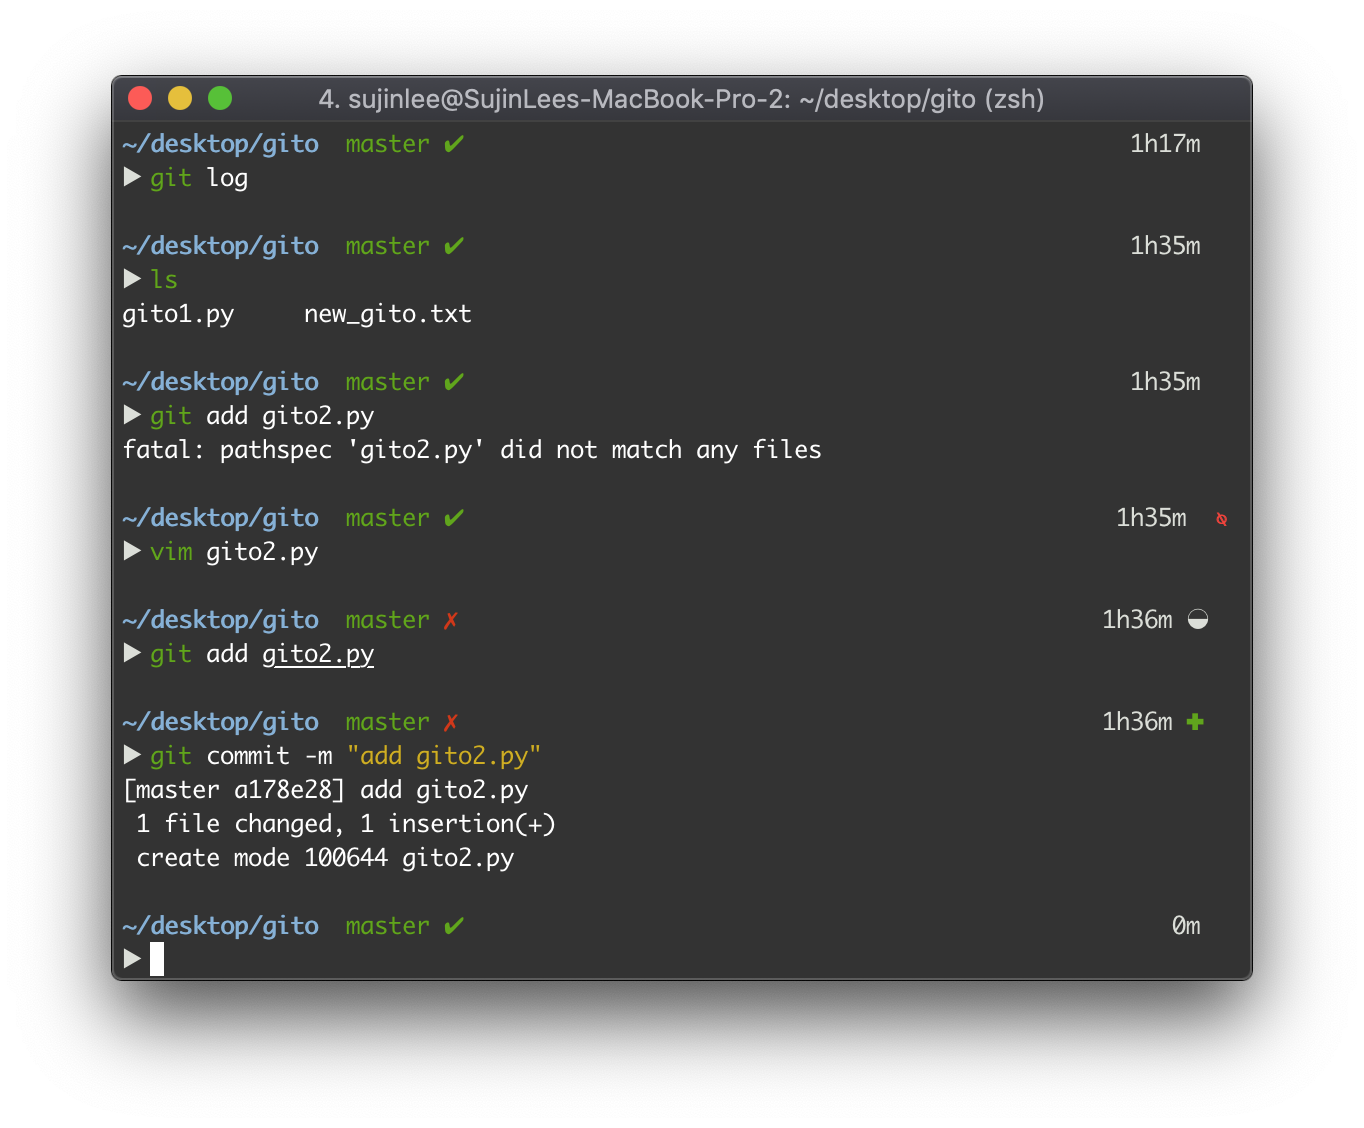 4. sujinlee@SujinLees-MacBook-Pro-2: ~/desktop/gito (zsh)
~/desktop/gito  master ✔ 1h17m
▶ git log
~/desktop/gito  master ✔ 1h35m
▶ ls
gito1.py     new_gito.txt
~/desktop/gito  master ✔ 1h35m
▶ git add gito2.py
fatal: pathspec 'gito2.py' did not match any files
~/desktop/gito  master ✔ 1h35m
▶ vim gito2.py
~/desktop/gito  master ✗ 1h36m ◒
▶ git add gito2.py
~/desktop/gito  master ✗ 1h36m ✚
▶ git commit -m "add gito2.py"
[master a178e28] add gito2.py
 1 file changed, 1 insertion(+)
 create mode 100644 gito2.py
~/desktop/gito  master ✔ 0m
▶